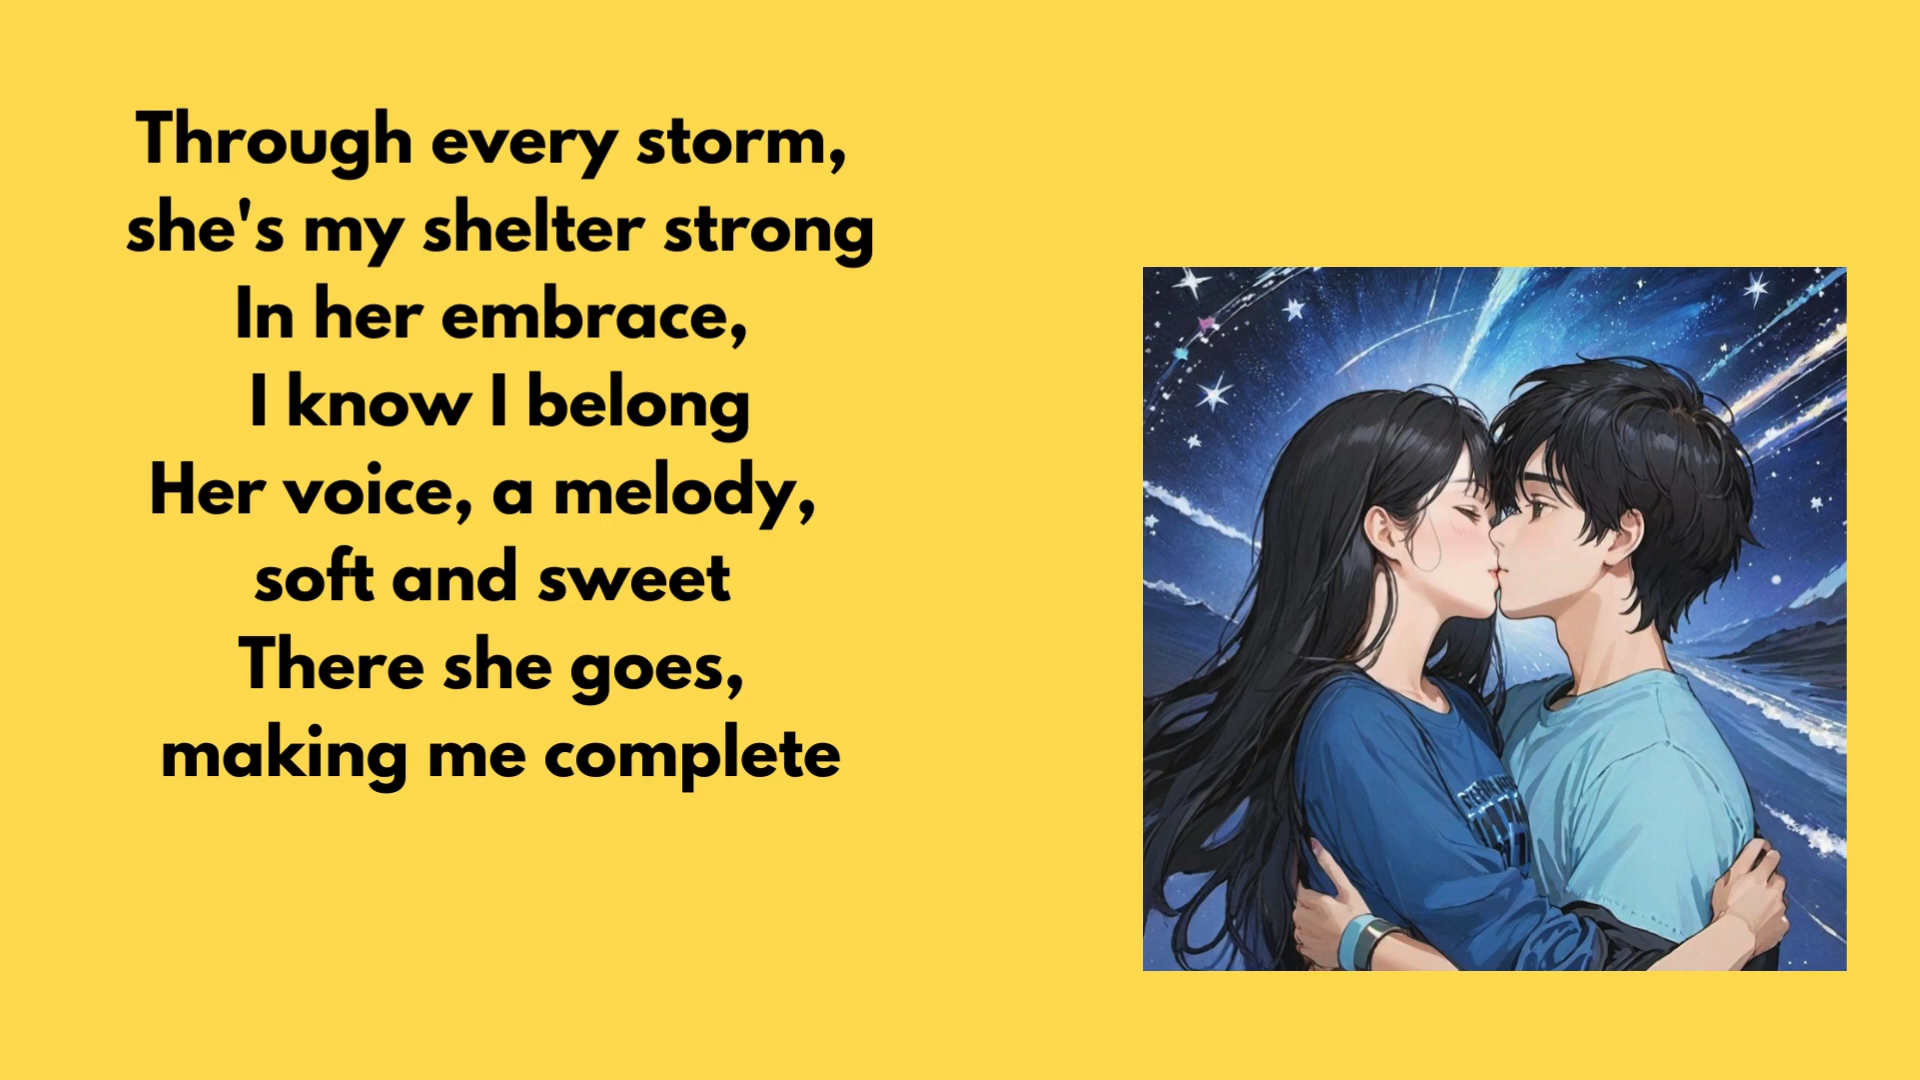 Through every storm,
she's my shelter strong
In her embrace,
I know I belong
Her voice, a melody,
soft and sweet
There she goes,
making me complete